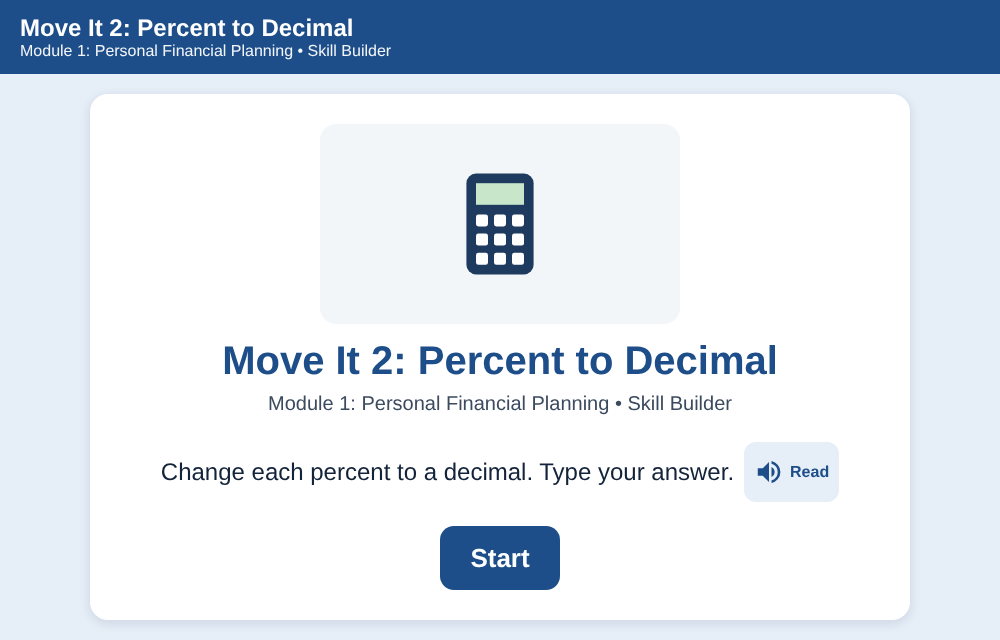 Move It 2: Percent to Decimal
Module 1: Personal Financial Planning • Skill Builder
Move It 2: Percent to Decimal
Module 1: Personal Financial Planning • Skill Builder
Change each percent to a decimal. Type your answer.
Read
Start